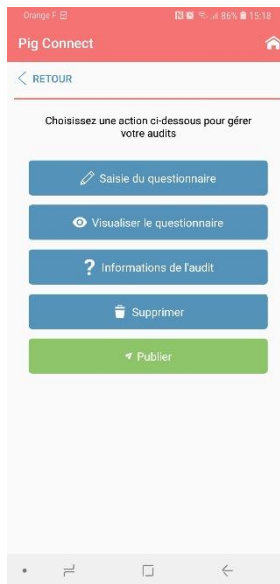 Orange F
86% 15:18
Pig Connect
RETOUR
Choisissez une action ci-dessous pour gérer
votre audits
Saisie du questionnaire
Visualiser le questionnaire
? Informations de l'audit
Supprimer
Publier